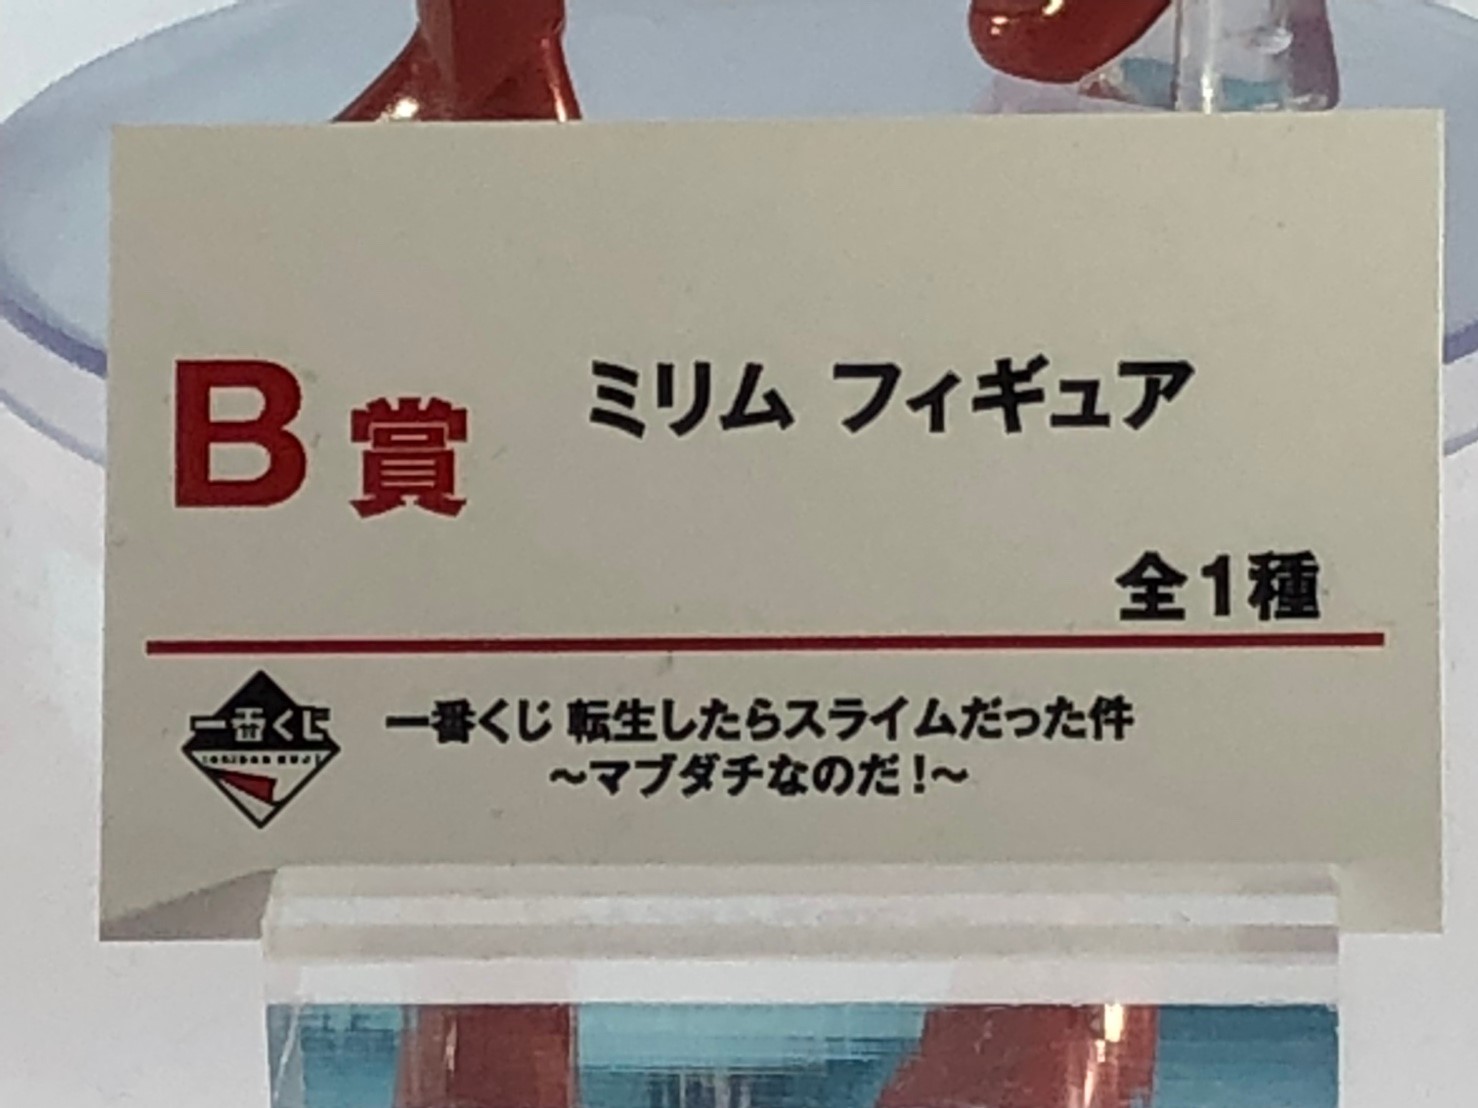 B賞
ミリム フィギュア
全1種
一番くじ
一番くじ 転生したらスライムだった件
～マブダチなのだ!～